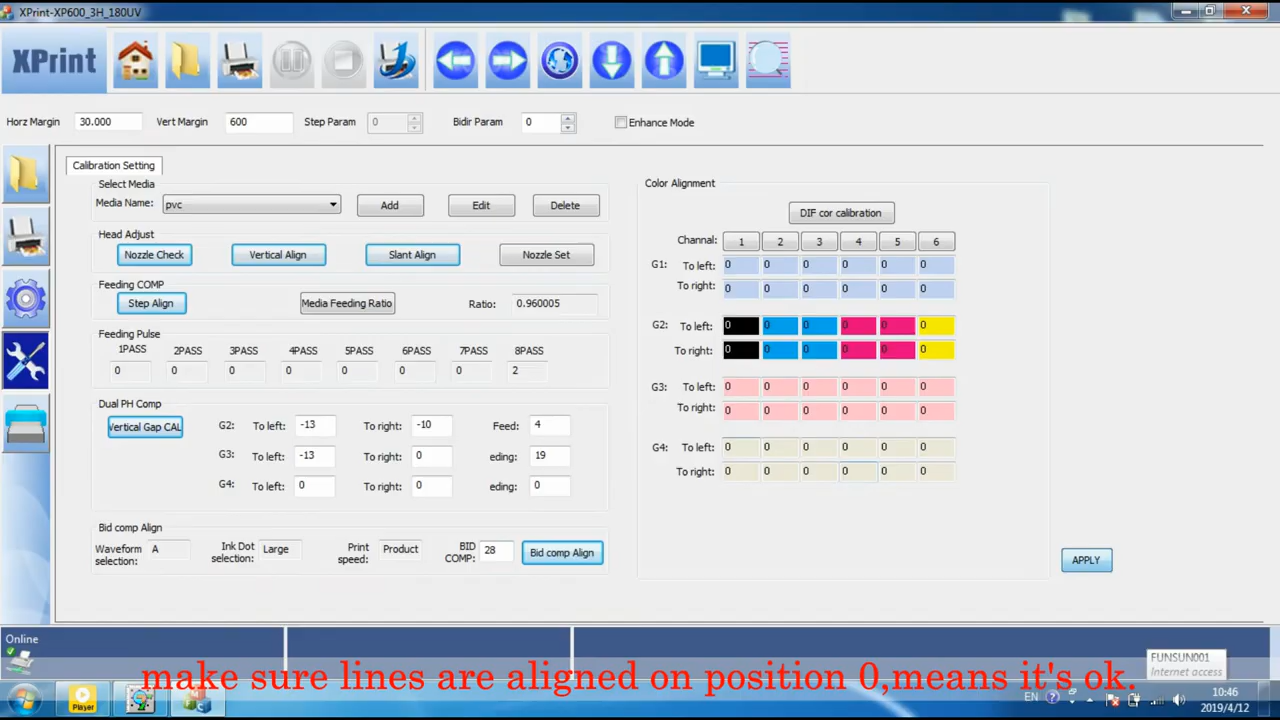 XPrint-XP600_3H_180UV
XPrint
Horz Margin 30.000 Vert Margin 600 Step Param 0 Bidir Param 0 Enhance Mode
Calibration Setting
Select Media
Media Name: pvc Add Edit Delete
Head Adjust
Nozzle Check Vertical Align Slant Align Nozzle Set
Feeding COMP
Step Align Media Feeding Ratio Ratio: 0.960005
Feeding Pulse
1PASS 2PASS 3PASS 4PASS 5PASS 6PASS 7PASS 8PASS
0 0 0 0 0 0 0 2
Dual PH Comp
Vertical Gap CAL G2: To left: -13 To right: -10 Feed: 4
G3: To left: -13 To right: 0 eding: 19
G4: To left: 0 To right: 0 eding: 0
Bid comp Align
Waveform selection: A Ink Dot selection: Large Print speed: Product BID COMP: 28 Bid comp Align
Color Alignment
DIF cor calibration
Channel: 1 2 3 4 5 6
G1: To left: 0 0 0 0 0 0
To right: 0 0 0 0 0 0
G2: To left: 0 0 0 0 0 0
To right: 0 0 0 0 0 0
G3: To left: 0 0 0 0 0 0
To right: 0 0 0 0 0 0
G4: To left: 0 0 0 0 0 0
To right: 0 0 0 0 0 0
APPLY
Online
make sure lines are aligned on position 0,means it's ok.
FUNSUN001
Internet access
Player
EN
10:46
2019/4/12